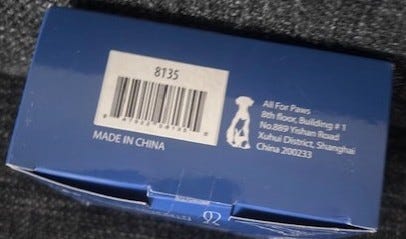 8135
MADE IN CHINA
All For Paws
8th floor, Building # 1
No.889 Yishan Road
Xuhui District, Shanghai
China 200233